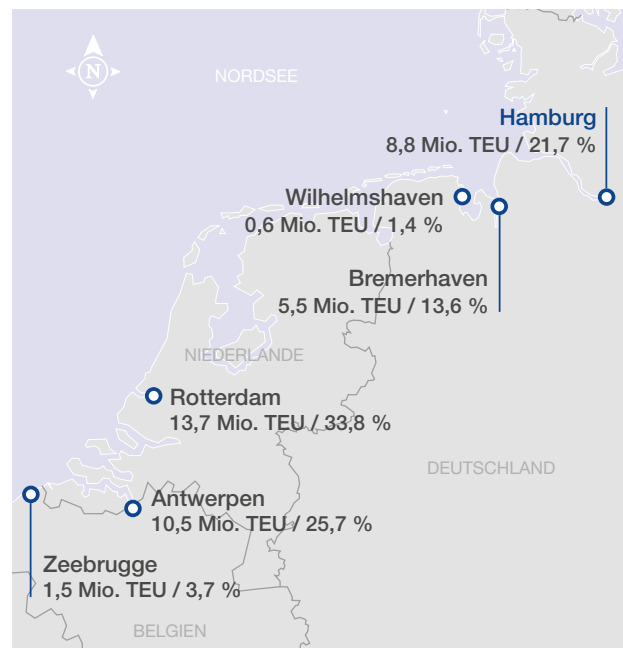 N
NORDSEE
Hamburg
8,8 Mio. TEU / 21,7 %
Wilhelmshaven
0,6 Mio. TEU / 1,4 %
Bremerhaven
5,5 Mio. TEU / 13,6 %
NIEDERLANDE
Rotterdam
13,7 Mio. TEU / 33,8 %
DEUTSCHLAND
Antwerpen
10,5 Mio. TEU / 25,7 %
Zeebrugge
1,5 Mio. TEU / 3,7 %
BELGIEN